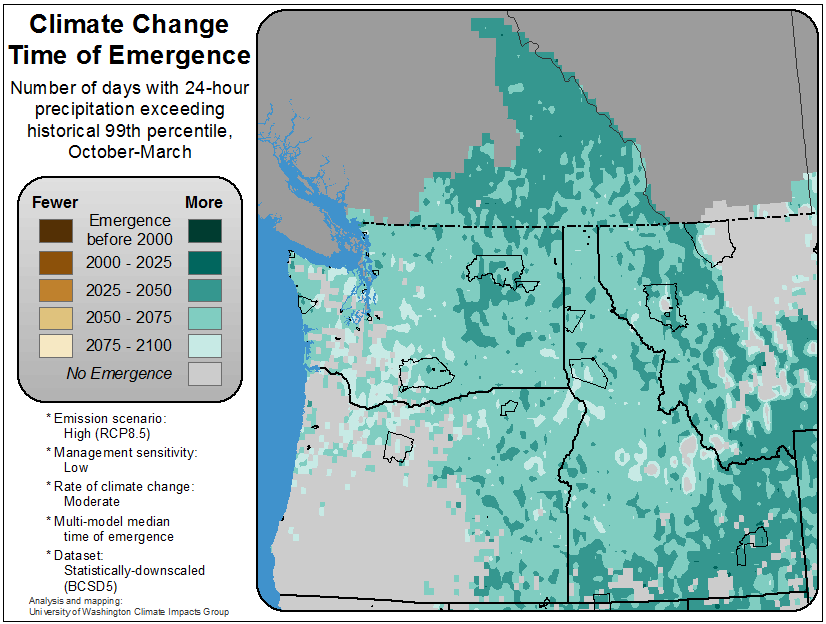 Climate Change
Time of Emergence
Number of days with 24-hour
precipitation exceeding
historical 99th percentile,
October-March
Fewer More
Emergence
before 2000
2000 - 2025
2025 - 2050
2050 - 2075
2075 - 2100
No Emergence
* Emission scenario:
High (RCP8.5)
* Management sensitivity:
Low
* Rate of climate change:
Moderate
* Multi-model median
time of emergence
* Dataset:
Statistically-downscaled
(BCSD5)
Analysis and mapping:
University of Washington Climate Impacts Group